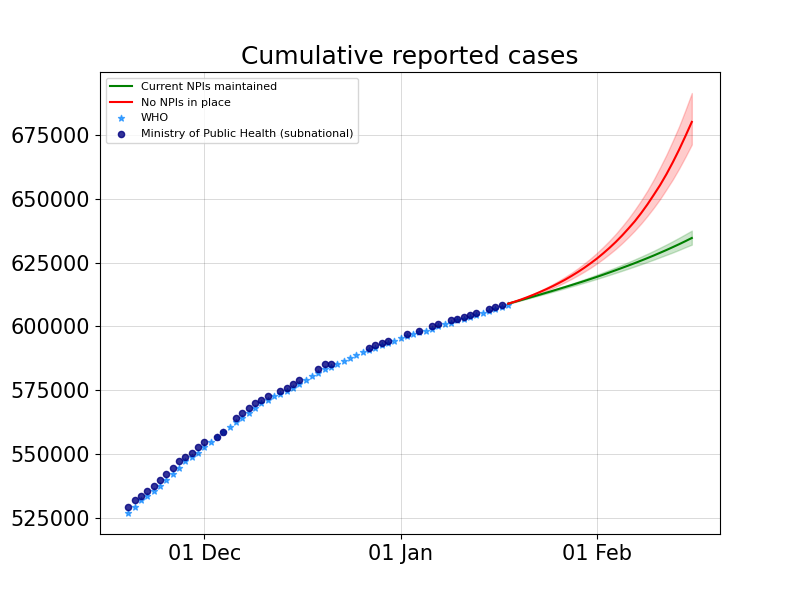 Cumulative reported cases
Current NPIs maintained
No NPIs in place
WHO
Ministry of Public Health (subnational)
675000
650000
625000
600000
575000
550000
525000
01 Dec
01 Jan
01 Feb